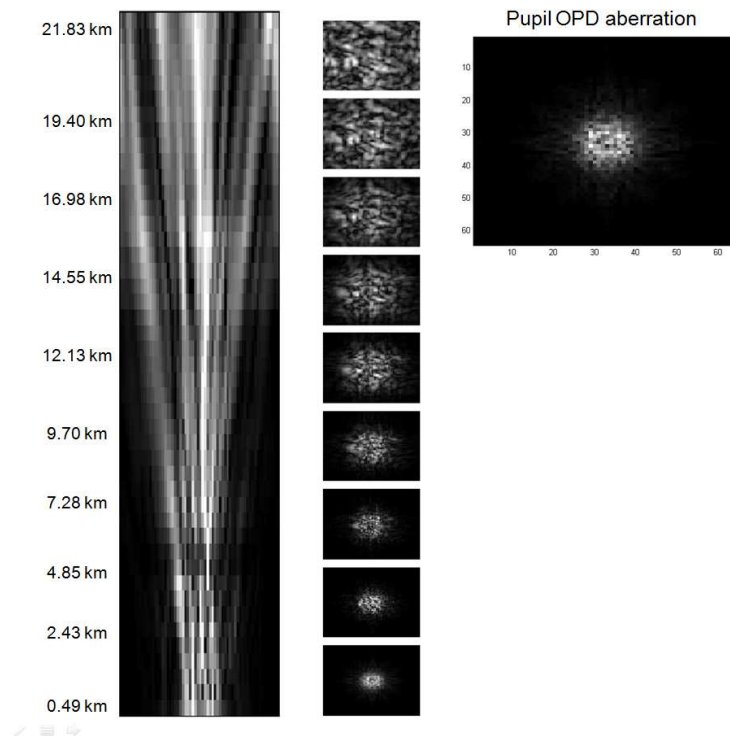 Pupil OPD aberration
21.83 km
19.40 km
16.98 km
14.55 km
12.13 km
9.70 km
7.28 km
4.85 km
2.43 km
0.49 km
10
20
30
40
50
60
10 20 30 40 50 60